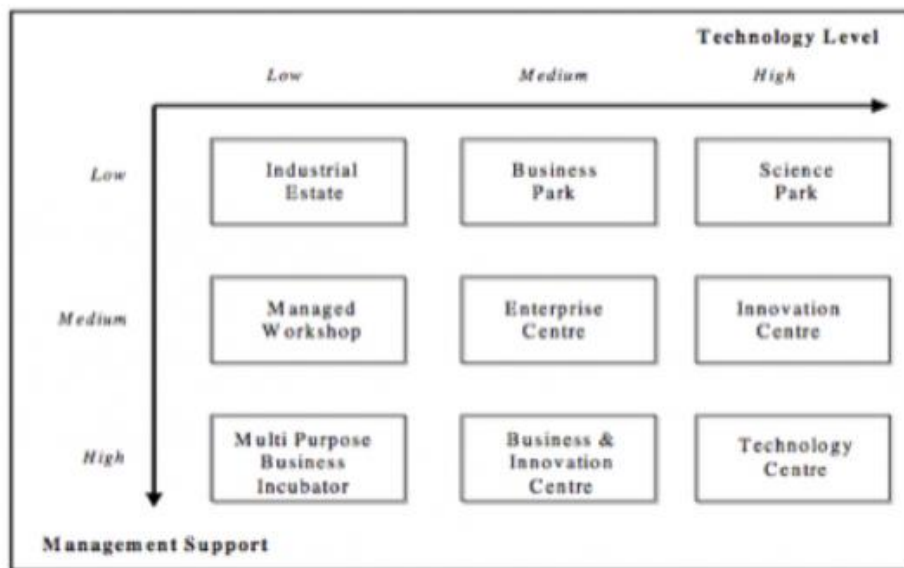 Technology Level
Low Medium High
Low
Industrial
Estate
Business
Park
Science
Park
Medium
Managed
Workshop
Enterprise
Centre
Innovation
Centre
High
Multi Purpose
Business
Incubator
Business &
Innovation
Centre
Technology
Centre
Management Support